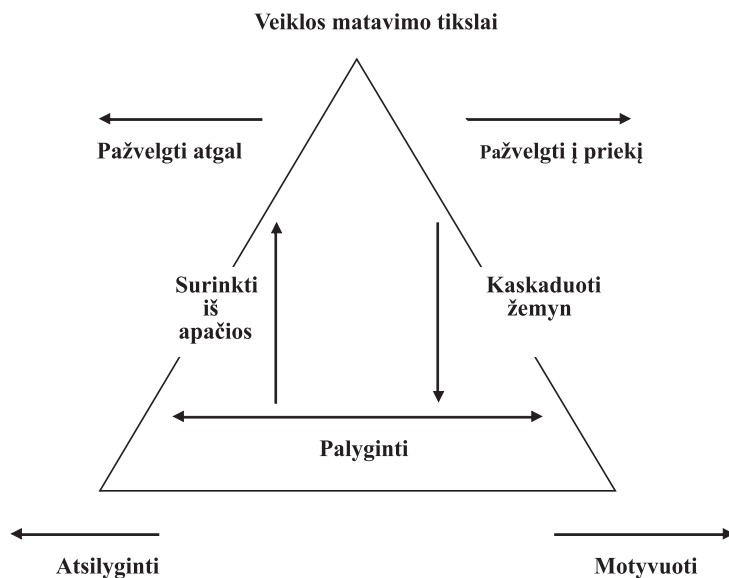 Veiklos matavimo tikslai
Pažvelgti atgal
Pažvelgti į priekį
Surinkti
iš
apačios
Kaskaduoti
žemyn
Palyginti
Atsilyginti
Motyvuoti